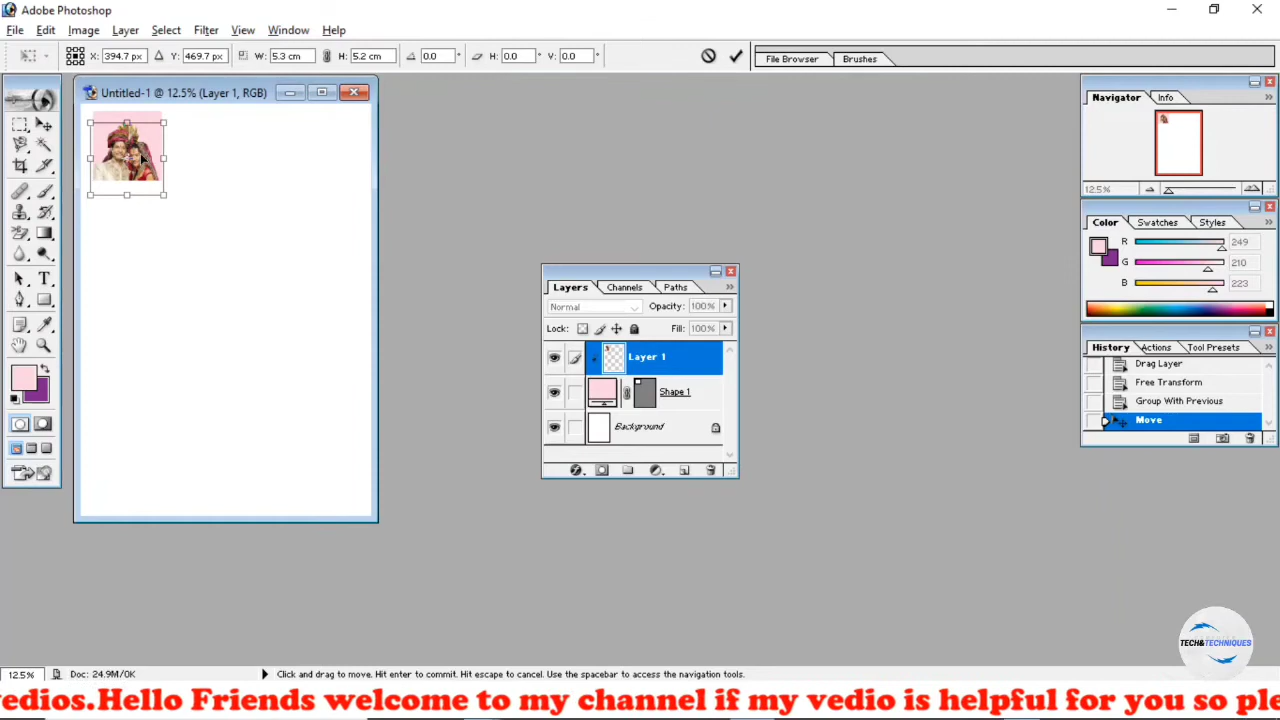 Adobe Photoshop
File Edit Image Layer Select Filter View Window Help
X: 394.7 px Y: 469.7 px W: 5.3 cm H: 5.2 cm 0.0 ° H: 0.0 ° V: 0.0 ° File Browser Brushes
Untitled-1 @ 12.5% (Layer 1, RGB)
Navigator Info
12.5%
Color Swatches Styles
R 249
G 210
B 223
Layers Channels Paths
Normal Opacity: 100%
Lock: Fill: 100%
Layer 1
Shape 1
Background
History Actions Tool Presets
Drag Layer
Free Transform
Group With Previous
Move
TECH&TECHNIQUES
12.5% Doc: 24.9M/0K Click and drag to move. Hit enter to commit. Hit escape to cancel. Use the spacebar to access the navigation tools.
vedios.Hello Friends welcome to my channel if my vedio is helpful for you so ple